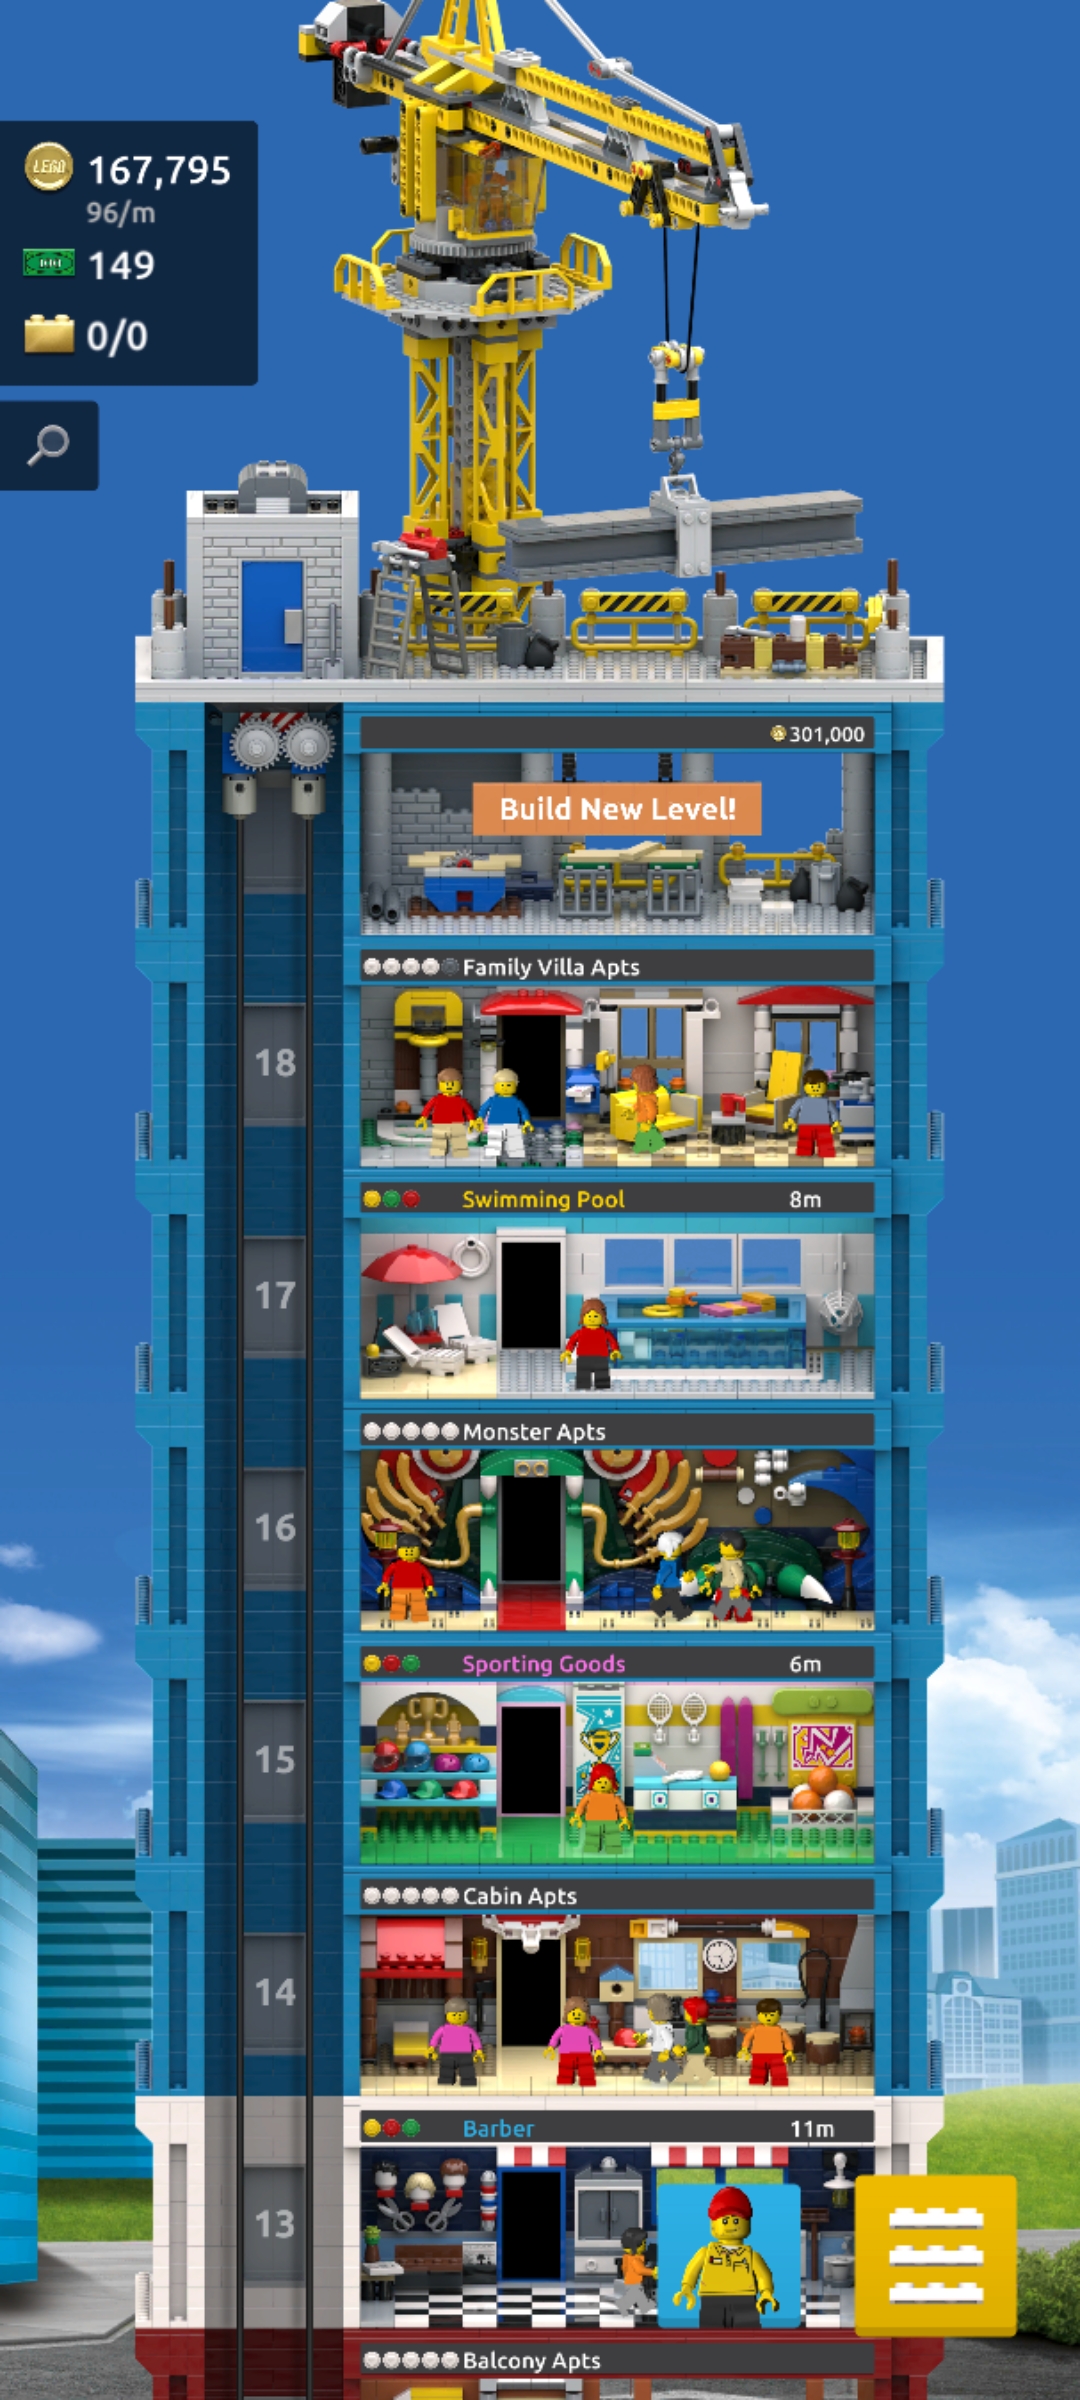 LEGO 167,795
96/m
149
0/0
301,000
Build New Level!
Family Villa Apts
18
Swimming Pool 8m
17
Monster Apts
16
Sporting Goods 6m
15
Cabin Apts
14
Barber 11m
13
Balcony Apts